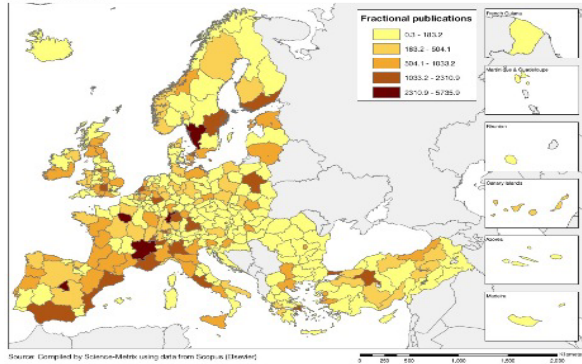 Fractional publications
0.3 - 183.2
183.2 - 504.1
504.1 - 1033.2
1033.2 - 2310.9
2310.9 - 5735.9
French Guiana
Martinique & Guadeloupe
Réunion
Canary Islands
Azores
Madeira
Source: Compiled by Science-Metrix using data from Scopus (Elsevier)
0
500
1,000
1,500
2,000